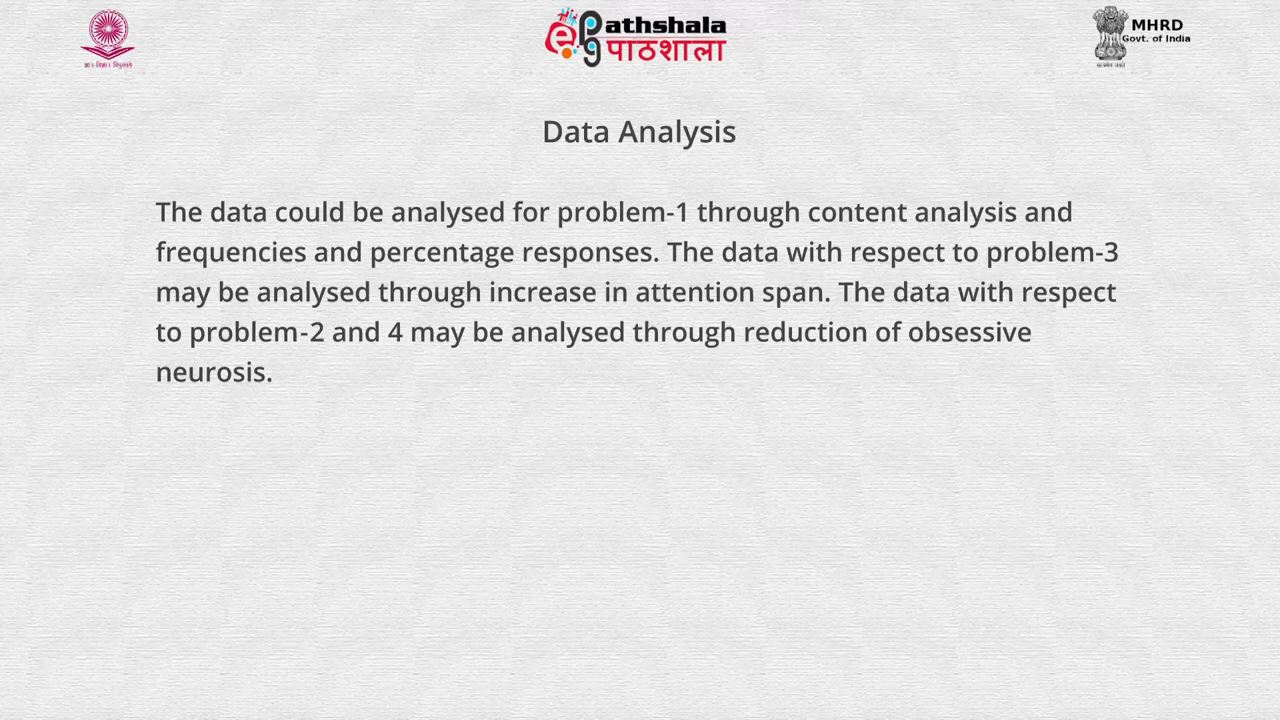 ePG Pathshala
पाठशाला
MHRD
Govt. of India
Data Analysis
The data could be analysed for problem-1 through content analysis and
frequencies and percentage responses. The data with respect to problem-3
may be analysed through increase in attention span. The data with respect
to problem-2 and 4 may be analysed through reduction of obsessive
neurosis.